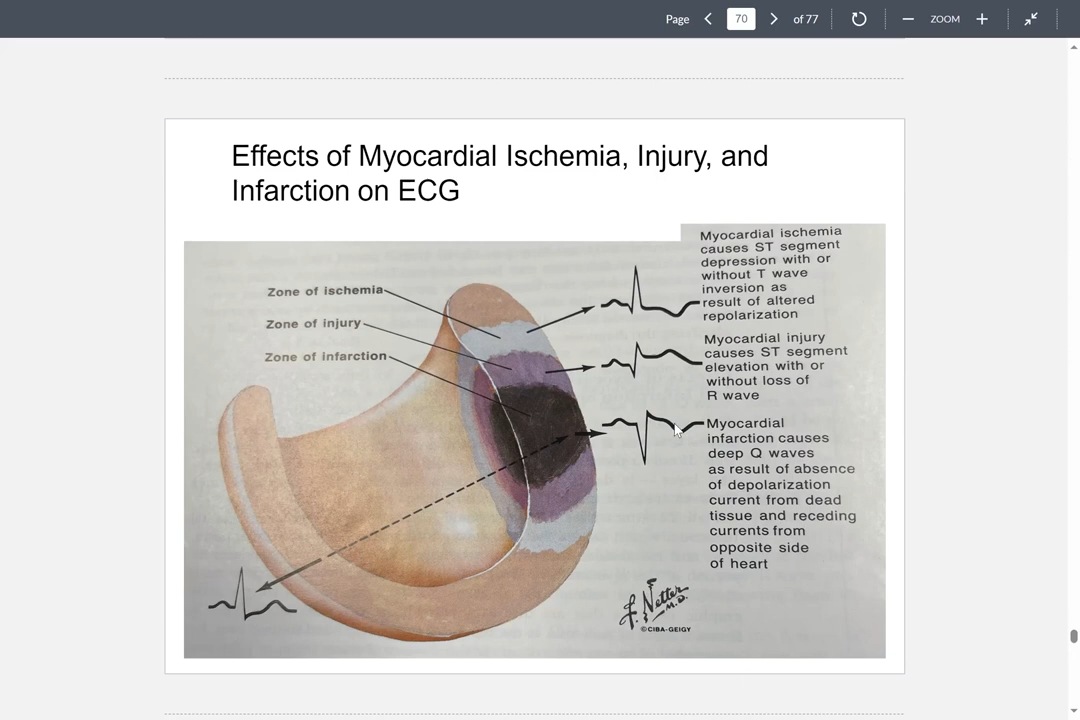 Page 70 of 77 ZOOM
Effects of Myocardial Ischemia, Injury, and
Infarction on ECG
Zone of ischemia
Zone of injury
Zone of infarction
Myocardial ischemia
causes ST segment
depression with or
without T wave
inversion as
result of altered
repolarization
Myocardial injury
causes ST segment
elevation with or
without loss of
R wave
Myocardial
infarction causes
deep Q waves
as result of absence
of depolarization
current from dead
tissue and receding
currents from
opposite side
of heart
F. Netter
M.D.
©CIBA-GEIGY